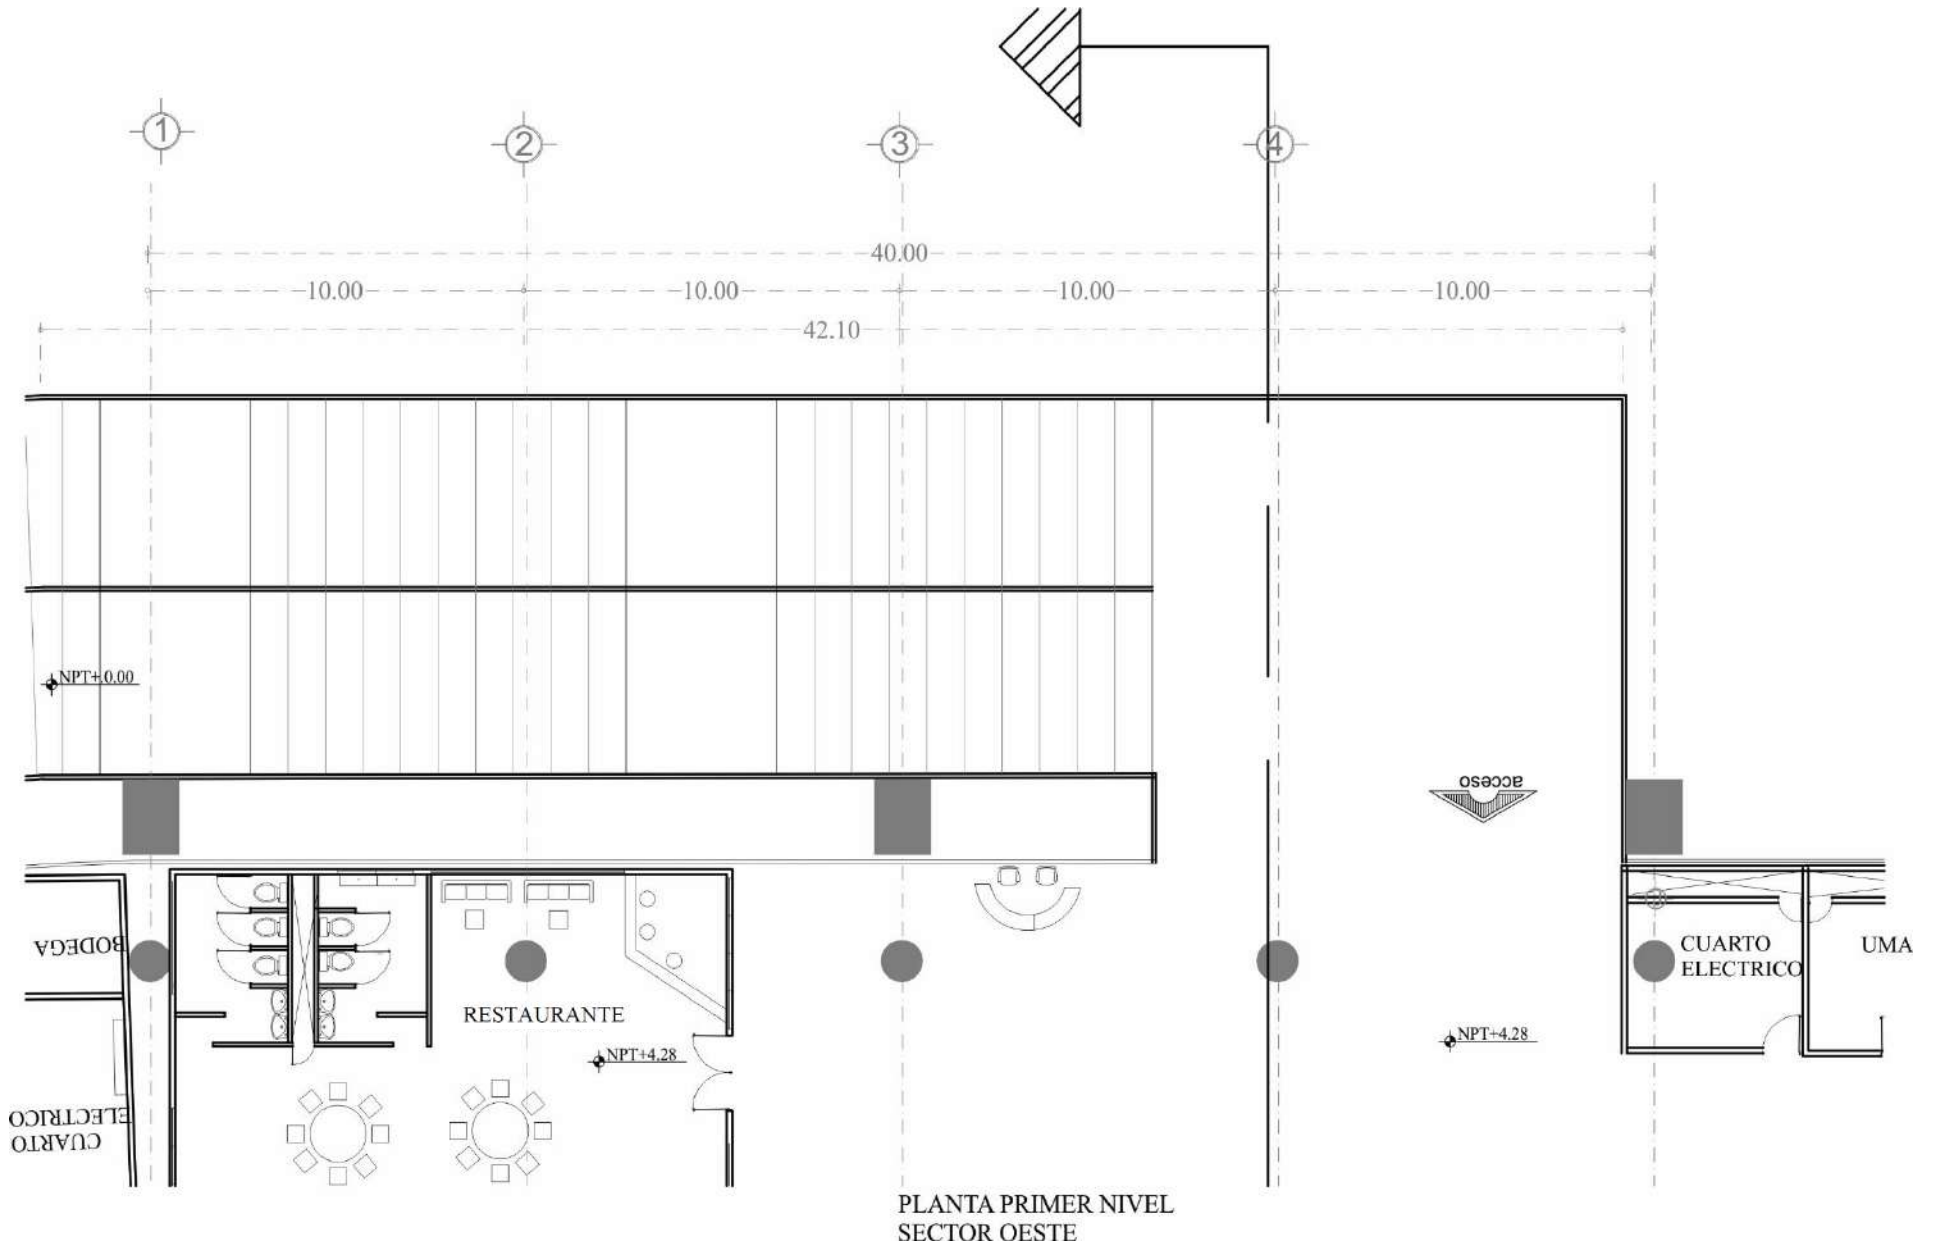 1
2
3
4
40.00
10.00
10.00
10.00
10.00
42.10
NPT+.0.00
acceso
BODEGA
CUARTO
ELECTRICO
UMA
RESTAURANTE
NPT+4.28
NPT+4.28
CUARTO
ELECTRICO
PLANTA PRIMER NIVEL
SECTOR OESTE